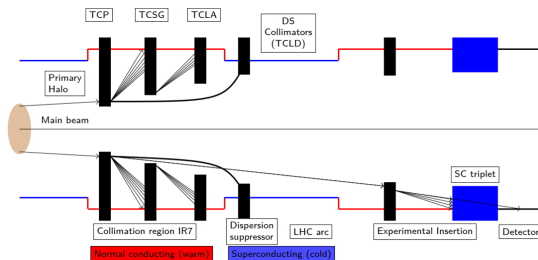 TCP
TCSG
TCLA
DS
Collimators
(TCLD)
Primary
Halo
Main beam
SC triplet
Collimation region IR7
Dispersion
suppressor
LHC arc
Experimental Insertion
Detector
Normal conducting (warm)
Superconducting (cold)